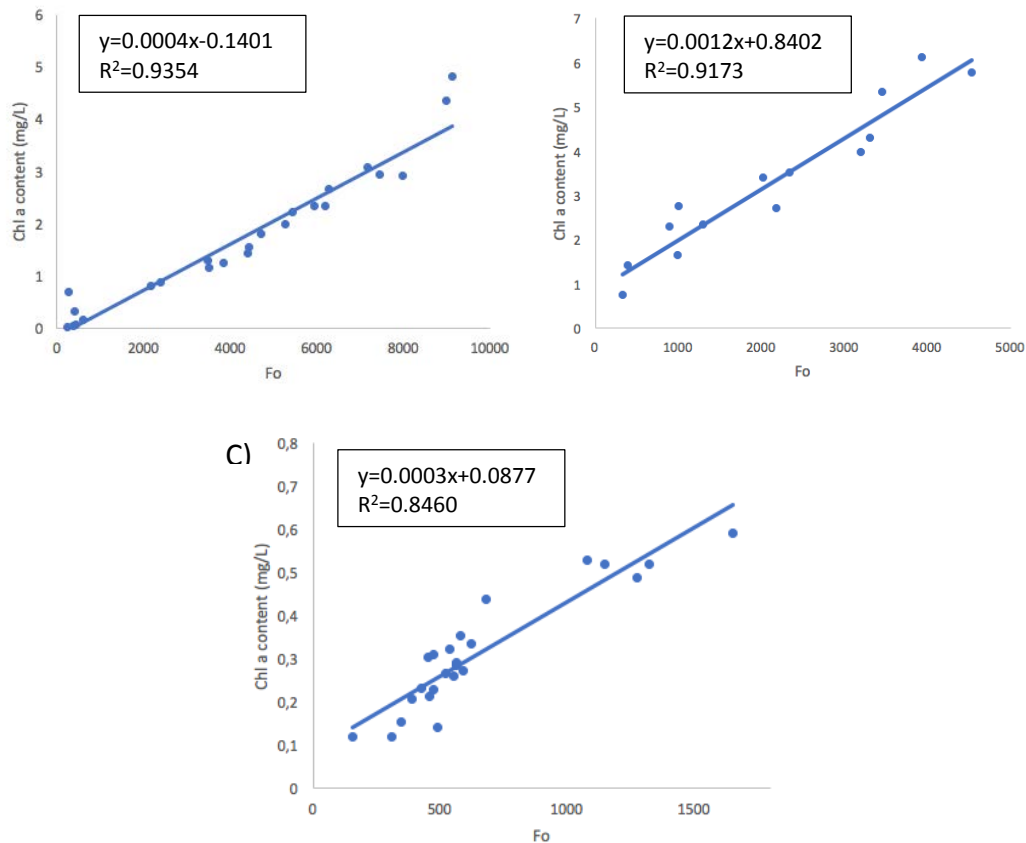 y=0.0004x-0.1401
R²=0.9354
6
5
4
3
2
1
0
Chl a content (mg/L)
0 2000 4000 6000 8000 10000
Fo
y=0.0012x+0.8402
R²=0.9173
7
6
5
4
3
2
1
0
Chl a content (mg/L)
0 1000 2000 3000 4000 5000
Fo
C)
y=0.0003x+0.0877
R²=0.8460
0,8
0,7
0,6
0,5
0,4
0,3
0,2
0,1
0
Chl a content (mg/L)
0 500 1000 1500
Fo